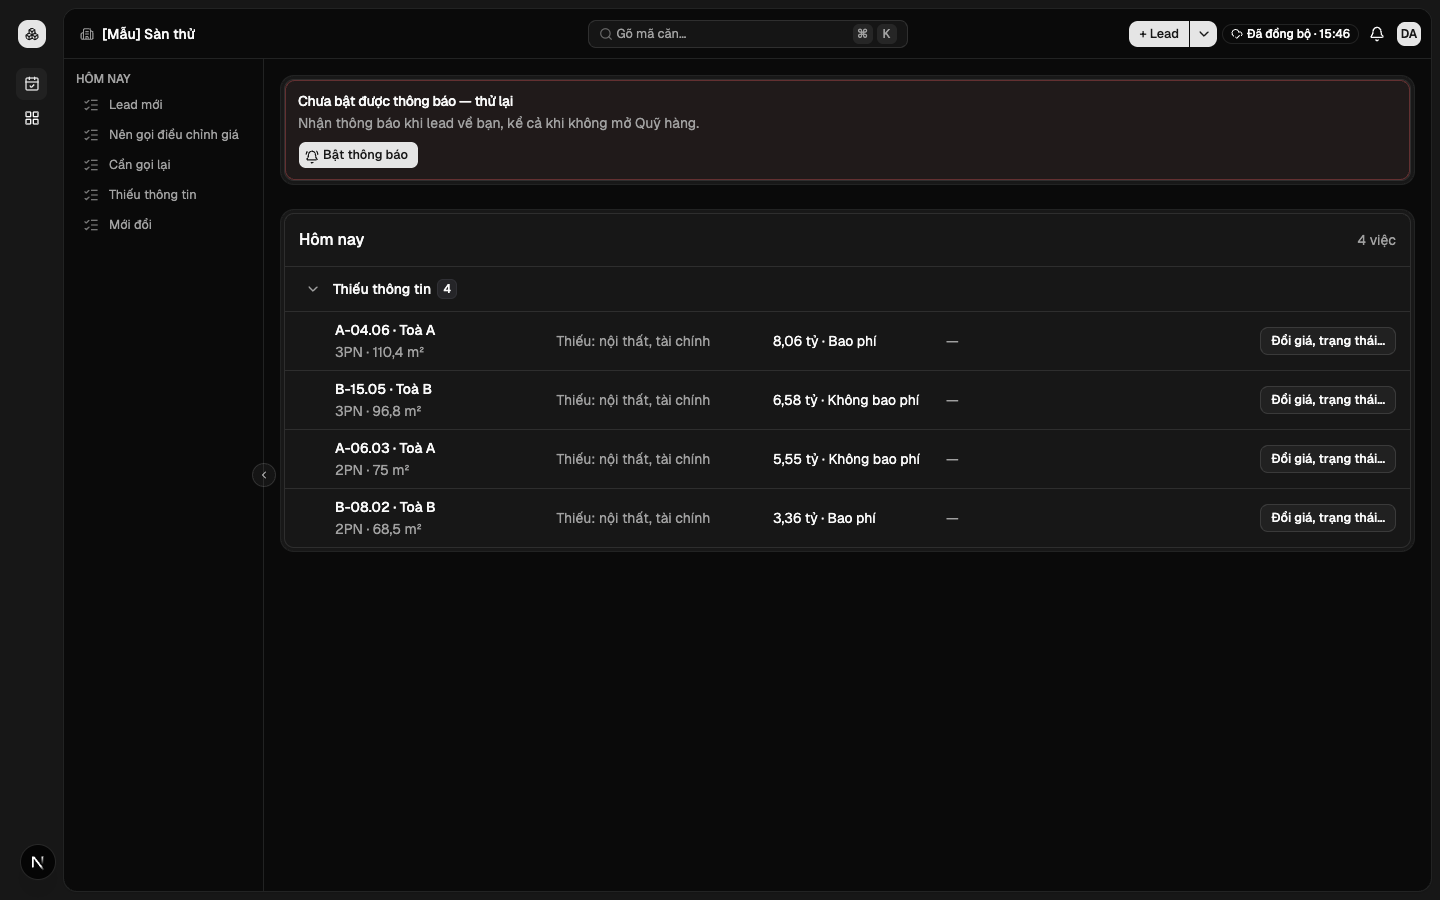 [Mẫu] Sàn thử
Gõ mã căn...
⌘ K
+ Lead
Đã đồng bộ · 15:46
DA
HÔM NAY
Lead mới
Nên gọi điều chỉnh giá
Cần gọi lại
Thiếu thông tin
Mới đổi
Chưa bật được thông báo — thử lại
Nhận thông báo khi lead về bạn, kể cả khi không mở Quỹ hàng.
Bật thông báo
Hôm nay
4 việc
Thiếu thông tin 4
A-04.06 · Toà A
3PN · 110,4 m²
Thiếu: nội thất, tài chính
8,06 tỷ · Bao phí
—
Đổi giá, trạng thái...
B-15.05 · Toà B
3PN · 96,8 m²
Thiếu: nội thất, tài chính
6,58 tỷ · Không bao phí
—
Đổi giá, trạng thái...
A-06.03 · Toà A
2PN · 75 m²
Thiếu: nội thất, tài chính
5,55 tỷ · Không bao phí
—
Đổi giá, trạng thái...
B-08.02 · Toà B
2PN · 68,5 m²
Thiếu: nội thất, tài chính
3,36 tỷ · Bao phí
—
Đổi giá, trạng thái...
N